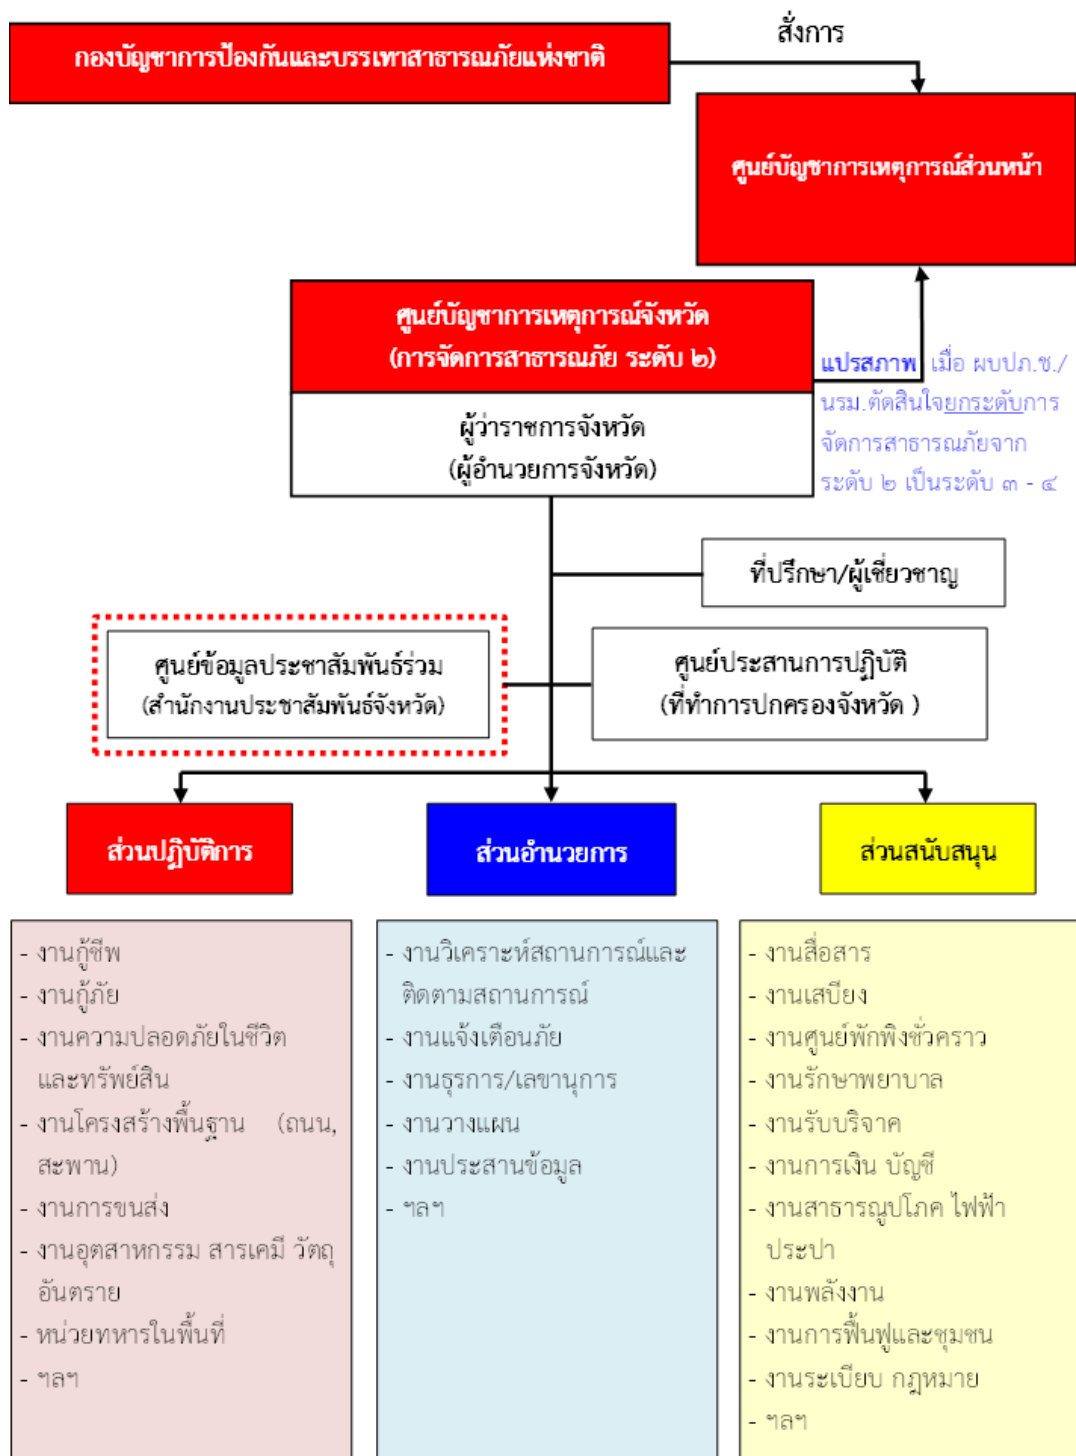 สั่งการ
กองบัญชาการป้องกันและบรรเทาสาธารณภัยแห่งชาติ
ศูนย์บัญชาการเหตุการณ์ส่วนหน้า
ศูนย์บัญชาการเหตุการณ์จังหวัด
(การจัดการสาธารณภัย ระดับ ๒)
ผู้ว่าราชการจังหวัด
(ผู้อำนวยการจังหวัด)
แปรสภาพ เมื่อ ผบปภ.ช./
นรม.ตัดสินใจยกระดับการ
จัดการสาธารณภัยจาก
ระดับ ๒ เป็นระดับ ๓ - ๔
ที่ปรึกษา/ผู้เชี่ยวชาญ
ศูนย์ข้อมูลประชาสัมพันธ์ร่วม
(สำนักงานประชาสัมพันธ์จังหวัด)
ศูนย์ประสานการปฏิบัติ
(ที่ทำการปกครองจังหวัด )
ส่วนปฏิบัติการ
- งานกู้ชีพ
- งานกู้ภัย
- งานความปลอดภัยในชีวิต
และทรัพย์สิน
- งานโครงสร้างพื้นฐาน (ถนน,
สะพาน)
- งานการขนส่ง
- งานอุตสาหกรรม สารเคมี วัตถุ
อันตราย
- หน่วยทหารในพื้นที่
- ฯลฯ
ส่วนอำนวยการ
- งานวิเคราะห์สถานการณ์และ
ติดตามสถานการณ์
- งานแจ้งเตือนภัย
- งานธุรการ/เลขานุการ
- งานวางแผน
- งานประสานข้อมูล
- ฯลฯ
ส่วนสนับสนุน
- งานสื่อสาร
- งานเสบียง
- งานศูนย์พักพิงชั่วคราว
- งานรักษาพยาบาล
- งานรับบริจาค
- งานการเงิน บัญชี
- งานสาธารณูปโภค ไฟฟ้า
ประปา
- งานพลังงาน
- งานการฟื้นฟูและชุมชน
- งานระเบียบ กฎหมาย
- ฯลฯ